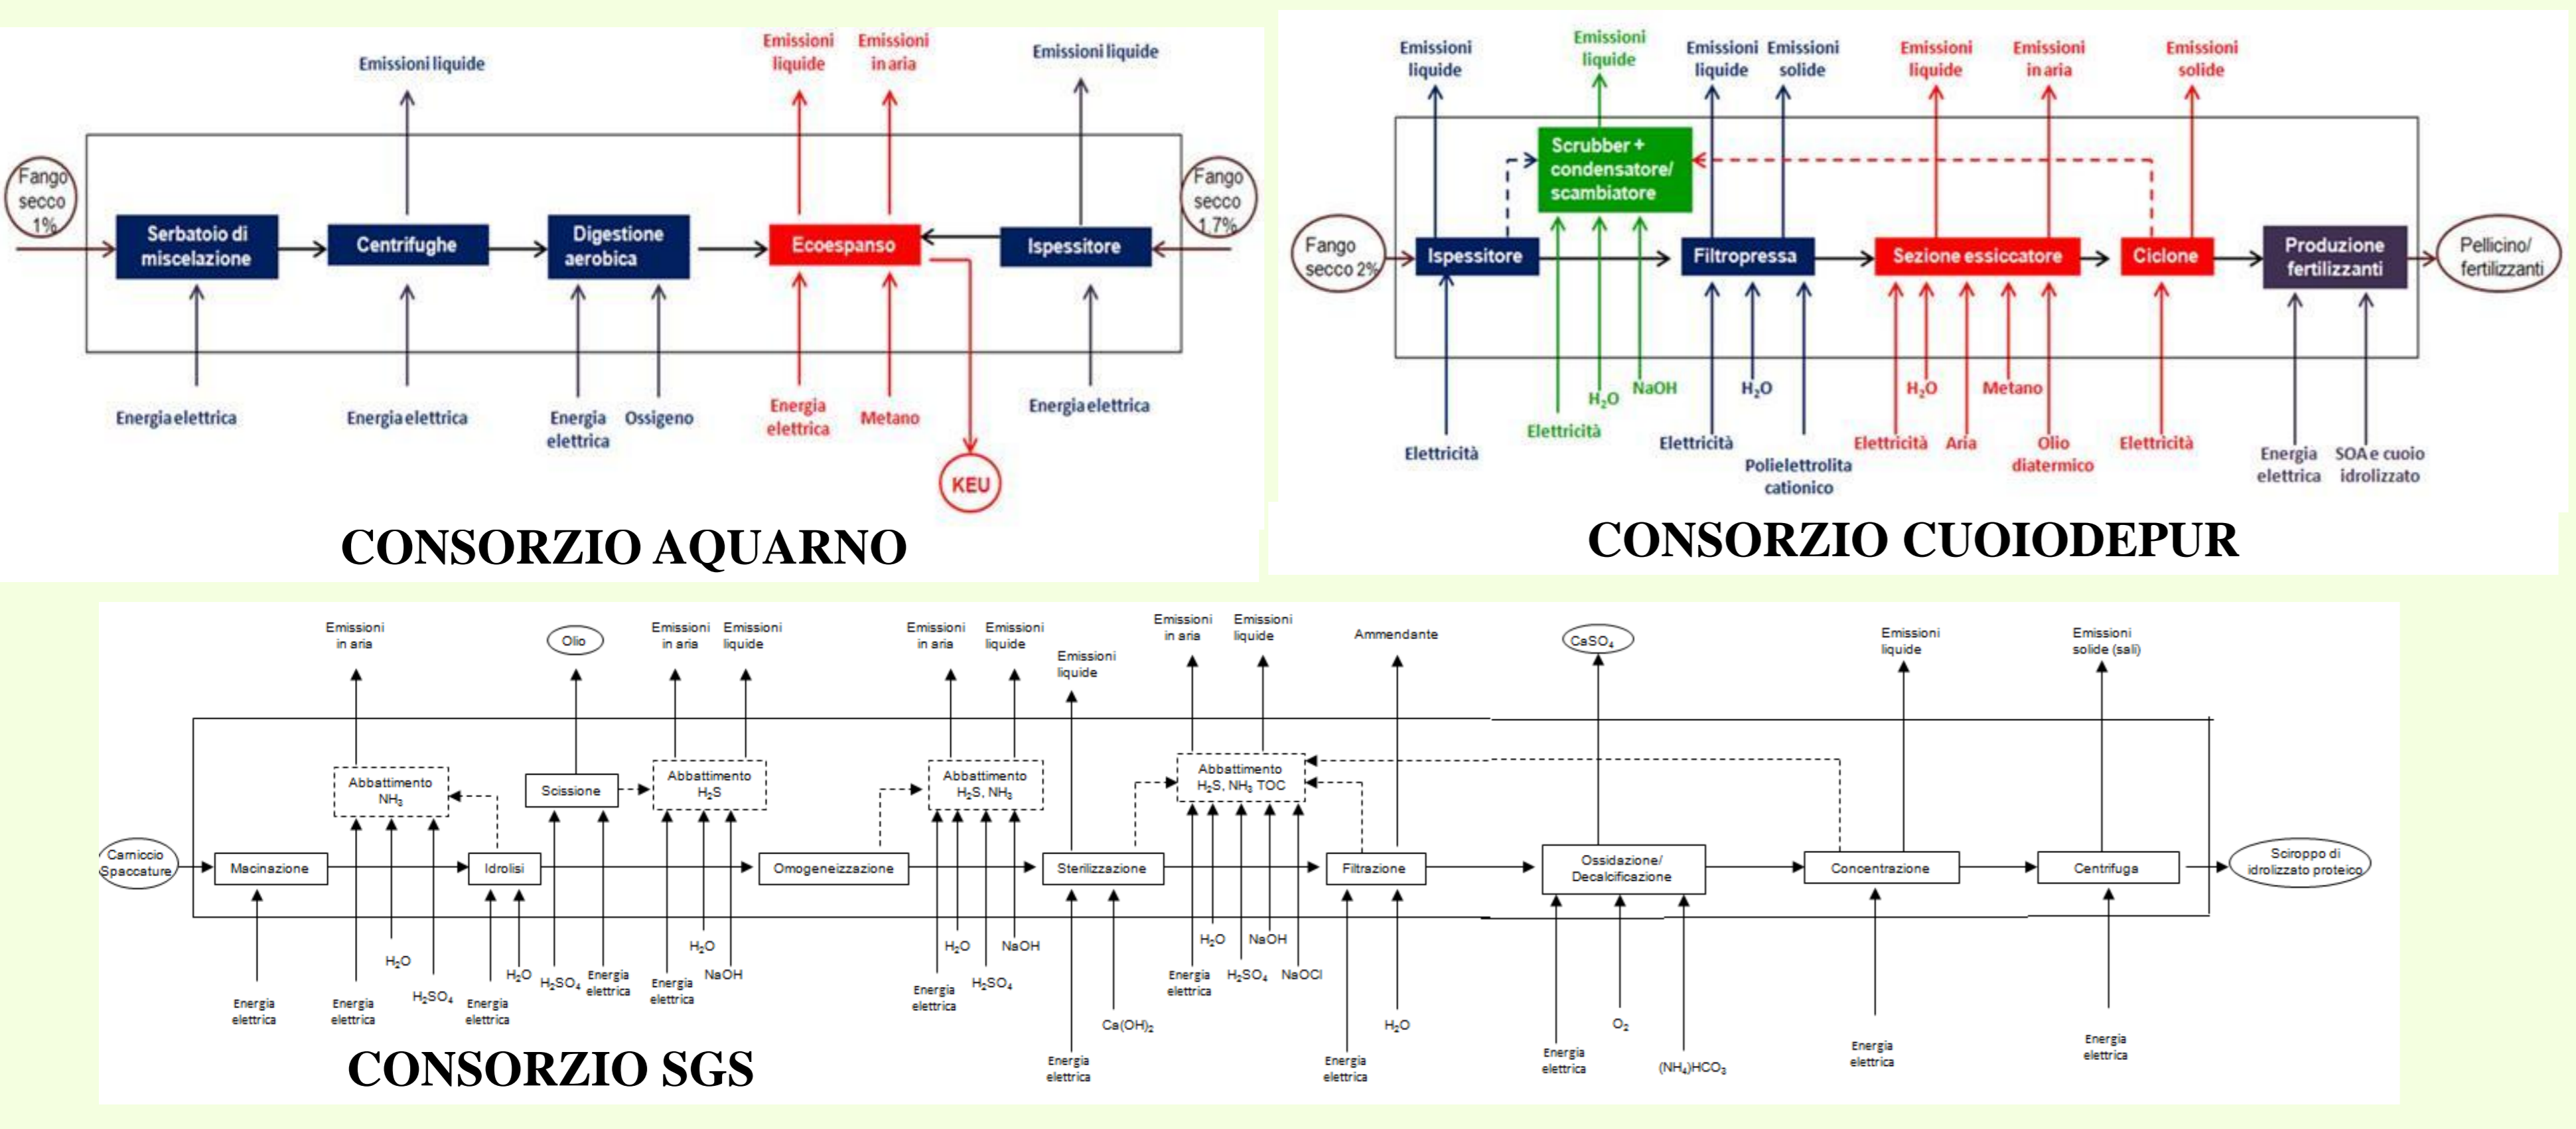 Emissioni liquide
Emissioni
liquide
Emissioni
in aria
Emissioni liquide
Fango
secco
1%
Serbatoio di
miscelazione
Centrifughe
Digestione
aerobica
Ecoespanso
Ispessitore
Fango
secco
1.7%
Energia elettrica
Energia elettrica
Energia
elettrica
Ossigeno
Energia
elettrica
Metano
Energia elettrica
KEU
CONSORZIO AQUARNO
Emissioni
liquide
Emissioni
liquide
Emissioni
liquide
Emissioni
solide
Emissioni
liquide
Emissioni
in aria
Emissioni
solide
Scrubber +
condensatore/
scambiatore
Fango
secco 2%
Ispessitore
Filtropressa
Sezione essiccatore
Ciclone
Produzione
fertilizzanti
Pellicino/
fertilizzanti
Elettricità
Elettricità
H₂O
NaOH
Elettricità
H₂O
Polielettrolita
cationico
Elettricità
H₂O
Aria
Metano
Olio
diatermico
Elettricità
Energia
elettrica
SOA e cuoio
idrolizzato
CONSORZIO CUOIODEPUR
Emissioni
in aria
Olio
Emissioni
in aria
Emissioni
liquide
Emissioni
in aria
Emissioni
liquide
Emissioni
liquide
Emissioni
in aria
Emissioni
liquide
Ammendante
CaSO₄
Emissioni
liquide
Emissioni
solide (sali)
Abbattimento
NH₃
Scissione
Abbattimento
H₂S
Abbattimento
H₂S, NH₃
Abbattimento
H₂S, NH₃ TOC
Carniccio
Spaccature
Macinazione
Idrolisi
Omogeneizzazione
Sterilizzazione
Filtrazione
Ossidazione/
Decalcificazione
Concentrazione
Centrifuga
Sciroppo di
idrolizzato proteico
Energia
elettrica
Energia
elettrica
H₂O
H₂SO₄
Energia
elettrica
H₂O
H₂SO₄
Energia
elettrica
Energia
elettrica
H₂O
NaOH
Energia
elettrica
H₂O
H₂SO₄
NaOH
Energia
elettrica
Ca(OH)₂
Energia
elettrica
H₂O
H₂SO₄
NaOH
NaOCl
Energia
elettrica
H₂O
Energia
elettrica
O₂
(NH₄)HCO₃
Energia
elettrica
Energia
elettrica
CONSORZIO SGS